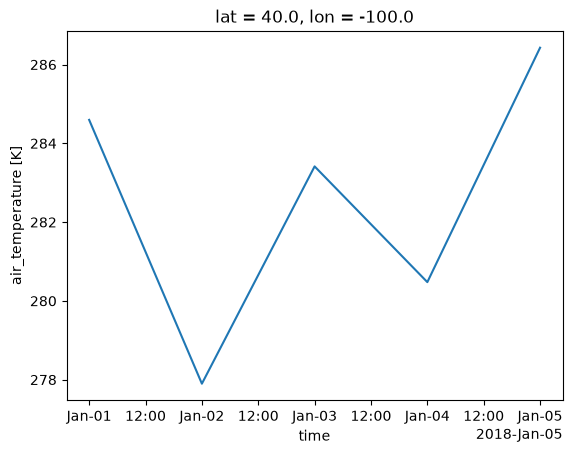 lat = 40.0, lon = -100.0
air_temperature [K]
286
284
282
280
278
Jan-01 12:00 Jan-02 12:00 Jan-03 12:00 Jan-04 12:00 Jan-05
2018-Jan-05
time